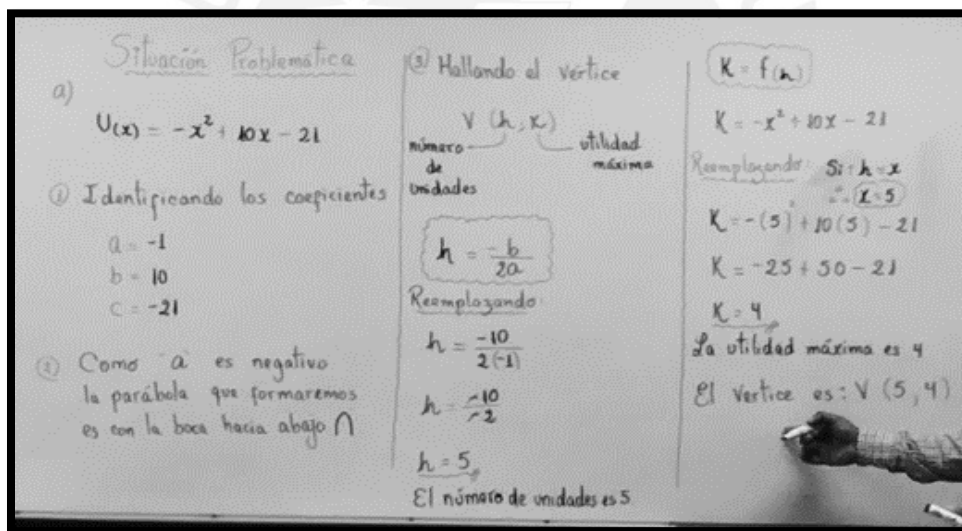 Situación Problemática
a)
U(x) = -x² + 10x - 21
① Identificando los coeficientes
a = -1
b = 10
c = -21
② Como "a" es negativo
la parábola que formaremos
es con la boca hacia abajo ∩
③ Hallando el vértice
V (h, k)
número de unidades
utilidad máxima
h = -b/2a
Reemplazando:
h = -10/2(-1)
h = -10/-2
h = 5
El número de unidades es 5
K = f(h)
K = -x² + 10x - 21
Reemplazando: Si: h = x
∴ x = 5
K = -(5)² + 10(5) - 21
K = -25 + 50 - 21
K = 4
La utilidad máxima es 4
El vertice es: V (5, 4)